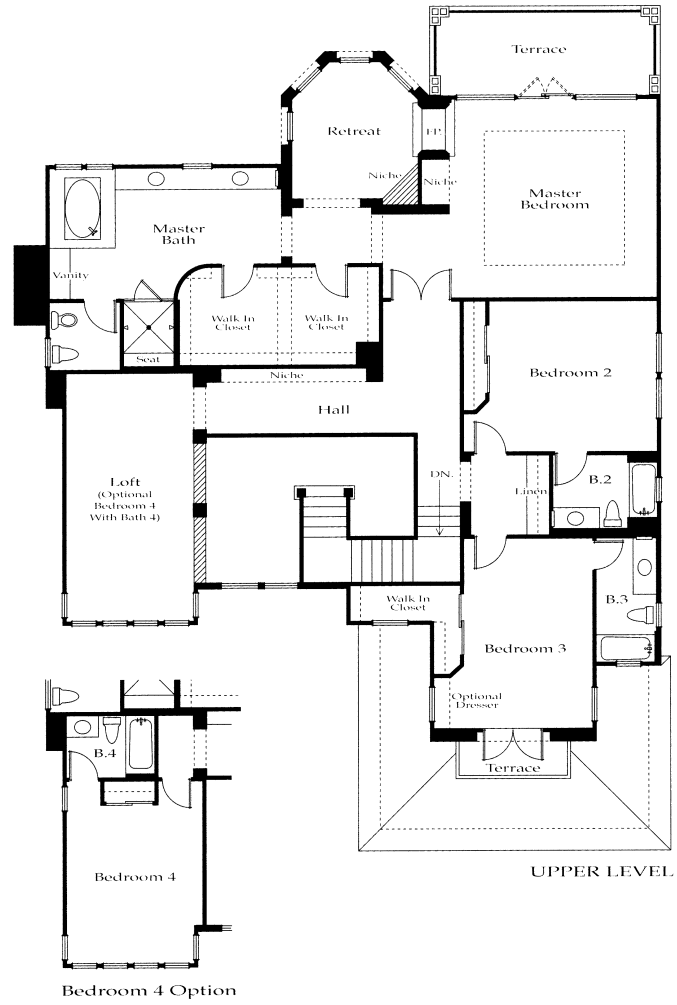 Terrace
Retreat
FP.
Niche
Niche
Master
Bedroom
Master
Bath
Vanity
Walk In
Closet
Walk In
Closet
Seat
Niche
Hall
Bedroom 2
Loft
(Optional
Bedroom 4
With Bath 4)
DN.
Linen
B.2
Walk In
Closet
B.3
Bedroom 3
Optional
Dresser
Terrace
UPPER LEVEL
B.4
Bedroom 4
Bedroom 4 Option